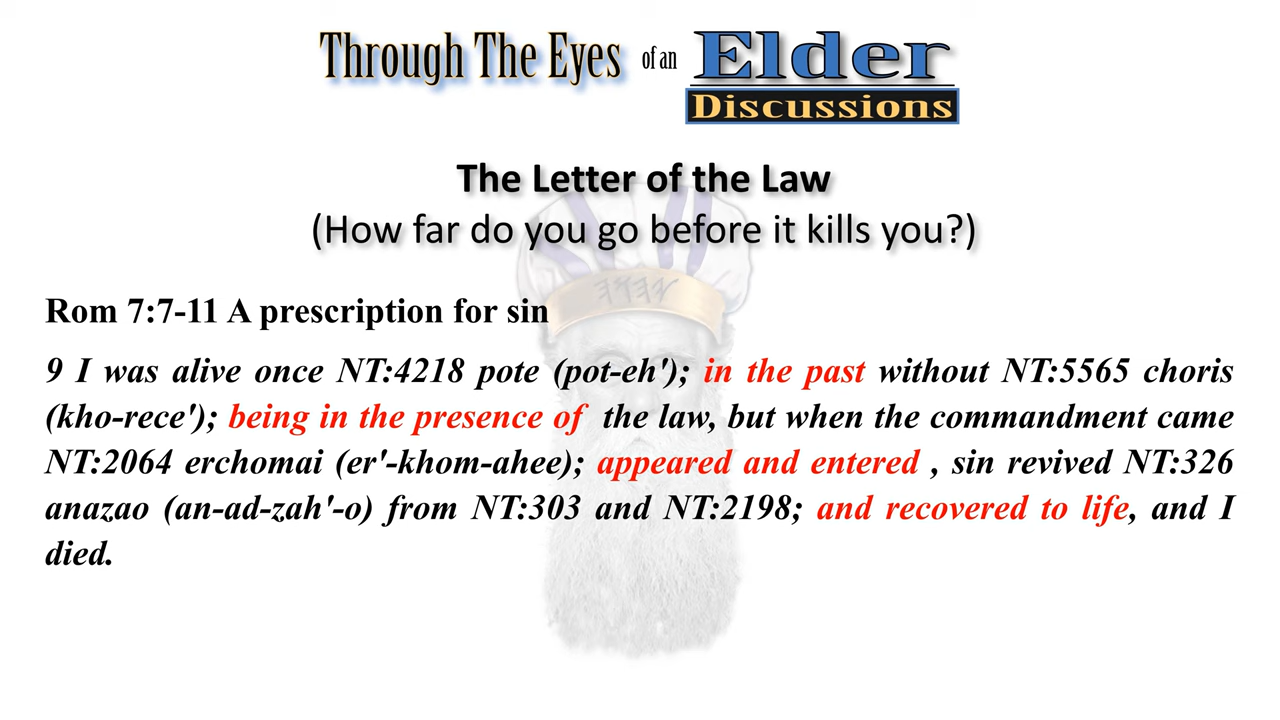 Through The Eyes of an Elder
Discussions
The Letter of the Law
(How far do you go before it kills you?)
Rom 7:7-11 A prescription for sin
9 I was alive once NT:4218 pote (pot-eh'); in the past without NT:5565 choris
(kho-rece'); being in the presence of the law, but when the commandment came
NT:2064 erchomai (er'-khom-ahee); appeared and entered , sin revived NT:326
anazao (an-ad-zah'-o) from NT:303 and NT:2198; and recovered to life, and I
died.